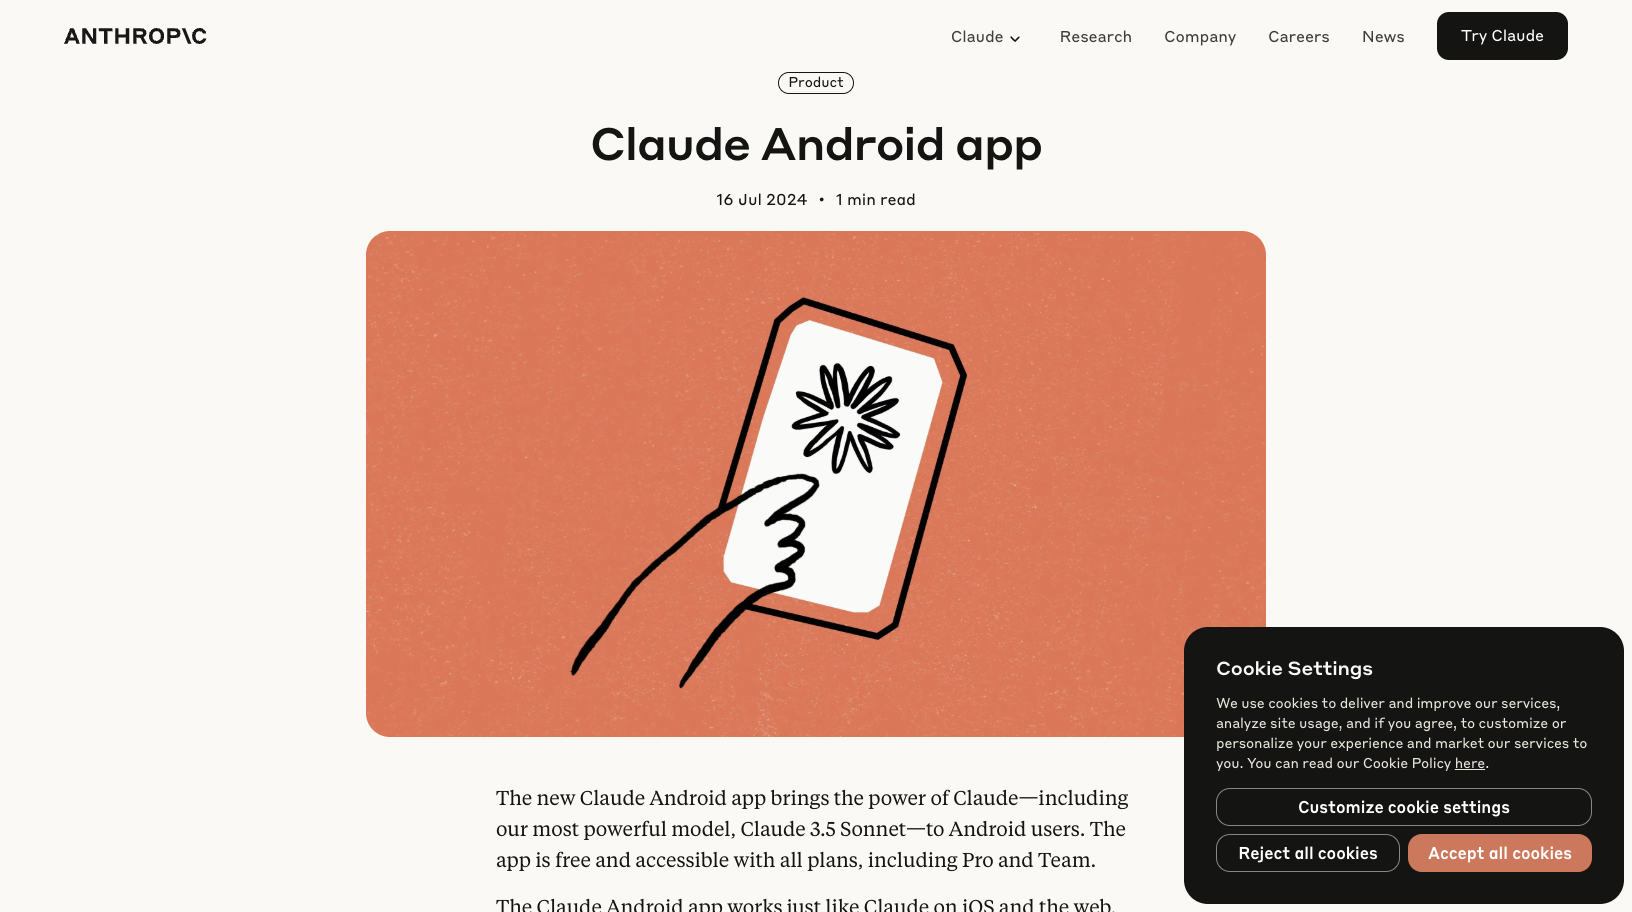 ANTHROP\C
Claude
Research
Company
Careers
News
Try Claude
Product
Claude Android app
16 Jul 2024 • 1 min read
The new Claude Android app brings the power of Claude—including
our most powerful model, Claude 3.5 Sonnet—to Android users. The
app is free and accessible with all plans, including Pro and Team.
The Claude Android app works just like Claude on iOS and the web,
Cookie Settings
We use cookies to deliver and improve our services,
analyze site usage, and if you agree, to customize or
personalize your experience and market our services to
you. You can read our Cookie Policy here.
Customize cookie settings
Reject all cookies
Accept all cookies